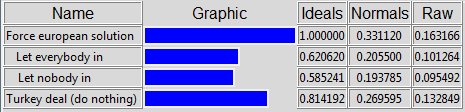 Name Graphic Ideals Normals Raw
Force european solution 1.000000 0.331120 0.163166
Let everybody in 0.620620 0.205500 0.101264
Let nobody in 0.585241 0.193785 0.095492
Turkey deal (do nothing) 0.814192 0.269595 0.132849